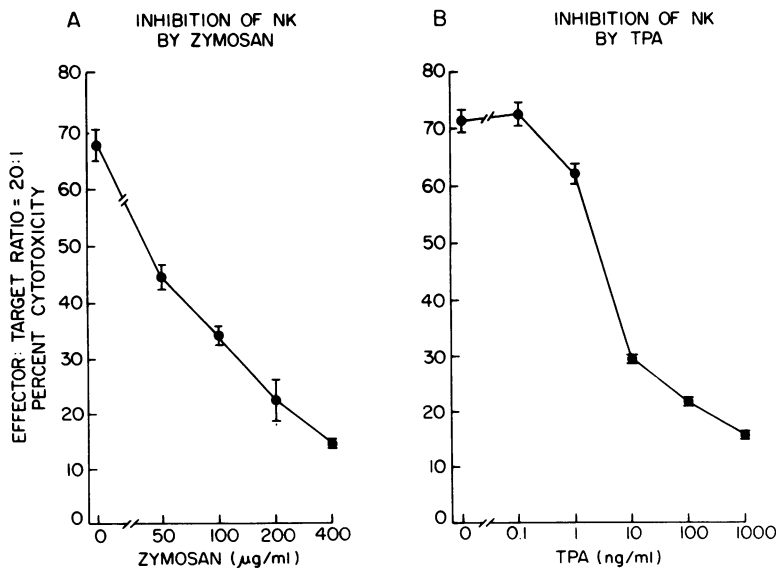 A
INHIBITION OF NK
BY ZYMOSAN
EFFECTOR: TARGET RATIO = 20:1
PERCENT CYTOTOXICITY
80
70
60
50
40
30
20
10
0
0
50
100
200
400
ZYMOSAN (µg/ml)
B
INHIBITION OF NK
BY TPA
80
70
60
50
40
30
20
10
0
0
0.1
1
10
100
1000
TPA (ng/ml)